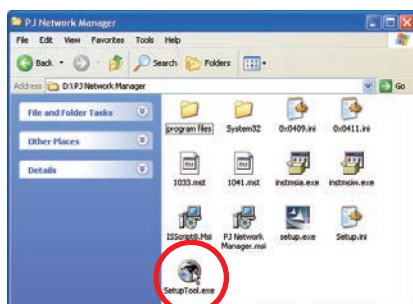 PJ Network Manager
File Edit View Favorites Tools Help
Back Search Folders
Address D:\PJ Network Manager Go
File and Folder Tasks
Other Places
Details
program files System32 0x0409.ini 0x0411.ini
1033.mst 1041.mst instmsia.exe instmsiw.exe
ISScript8.Msi PJ Network Manager.msi setup.exe Setup.ini
SetupTool.exe